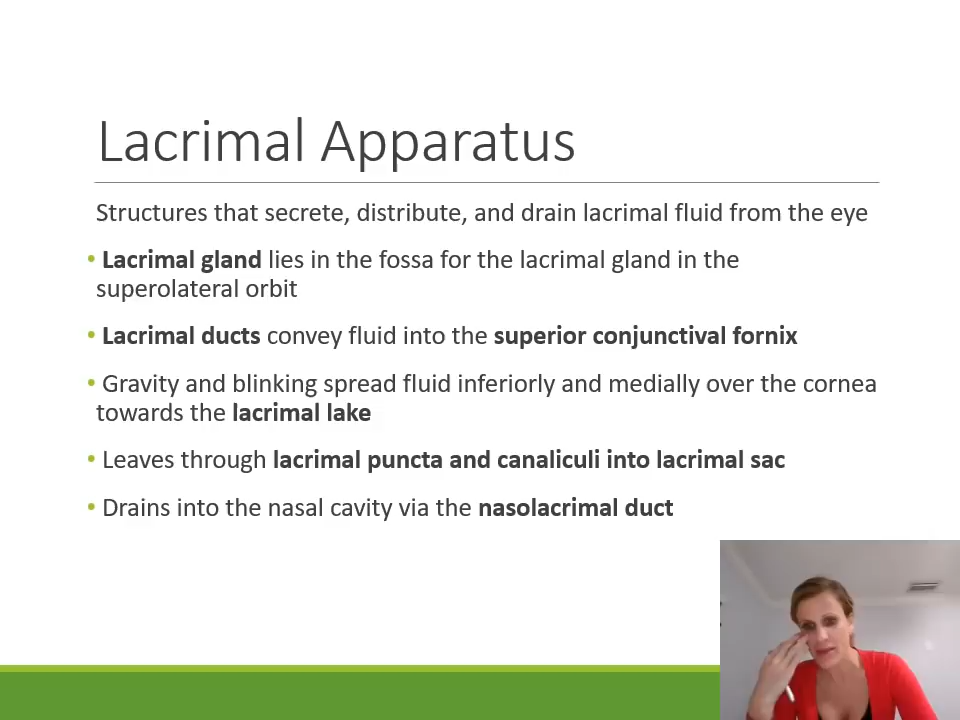 Lacrimal Apparatus
Structures that secrete, distribute, and drain lacrimal fluid from the eye
• Lacrimal gland lies in the fossa for the lacrimal gland in the
superolateral orbit
• Lacrimal ducts convey fluid into the superior conjunctival fornix
• Gravity and blinking spread fluid inferiorly and medially over the cornea
towards the lacrimal lake
• Leaves through lacrimal puncta and canaliculi into lacrimal sac
• Drains into the nasal cavity via the nasolacrimal duct